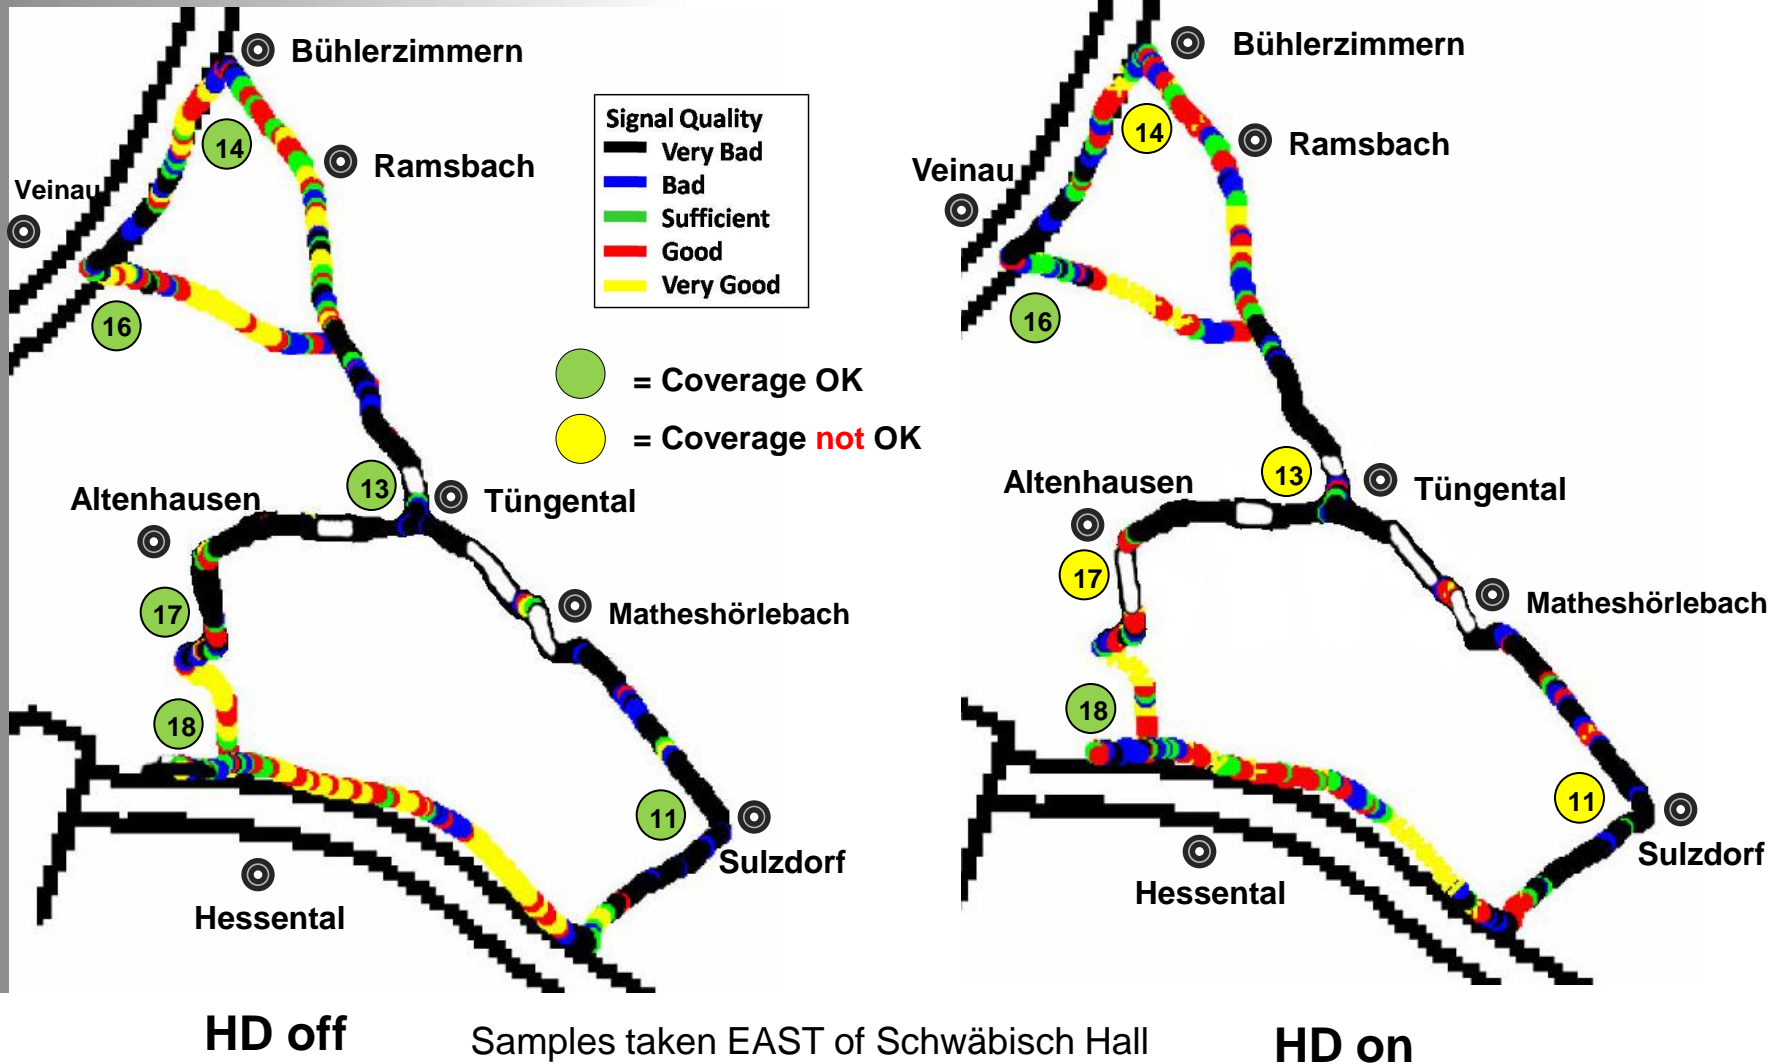 Bühlerzimmern
14
Ramsbach
Veinau
16
Signal Quality
Very Bad
Bad
Sufficient
Good
Very Good
= Coverage OK
= Coverage not OK
13
Altenhausen
Tüngental
17
Matheshörlebach
18
11
Sulzdorf
Hessental
HD off
Bühlerzimmern
14
Ramsbach
Veinau
16
13
Altenhausen
Tüngental
17
Matheshörlebach
18
11
Sulzdorf
Hessental
Samples taken EAST of Schwäbisch Hall
HD on